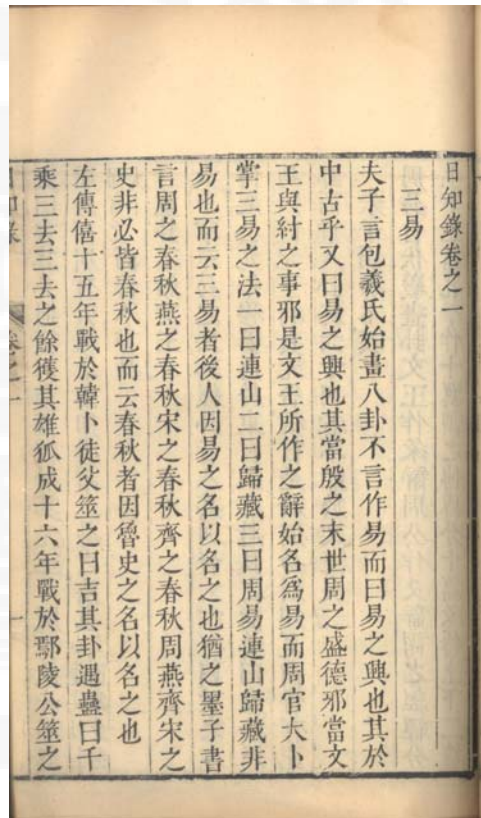 日知錄卷之一
三易
夫子言包羲氏始畫八卦不言作易而曰易之興也其於
中古乎又曰易之興也其當殷之末世周之盛德邪當文
王與紂之事邪是文王所作之辭始名爲易而周官大卜
掌三易之法一曰連山二曰歸藏三曰周易連山歸藏非
易也而云三易者後人因易之名以名之也猶之墨子書
言周之春秋燕之春秋宋之春秋齊之春秋周燕齊宋之
史非必皆春秋也而云春秋者因魯史之名以名之也
左傳僖十五年戰於韓卜徒父筮之曰吉其卦遇蠱曰千
乘三去三去之餘獲其雄狐成十六年戰於鄢陵公筮之
日知錄 卷之一 一